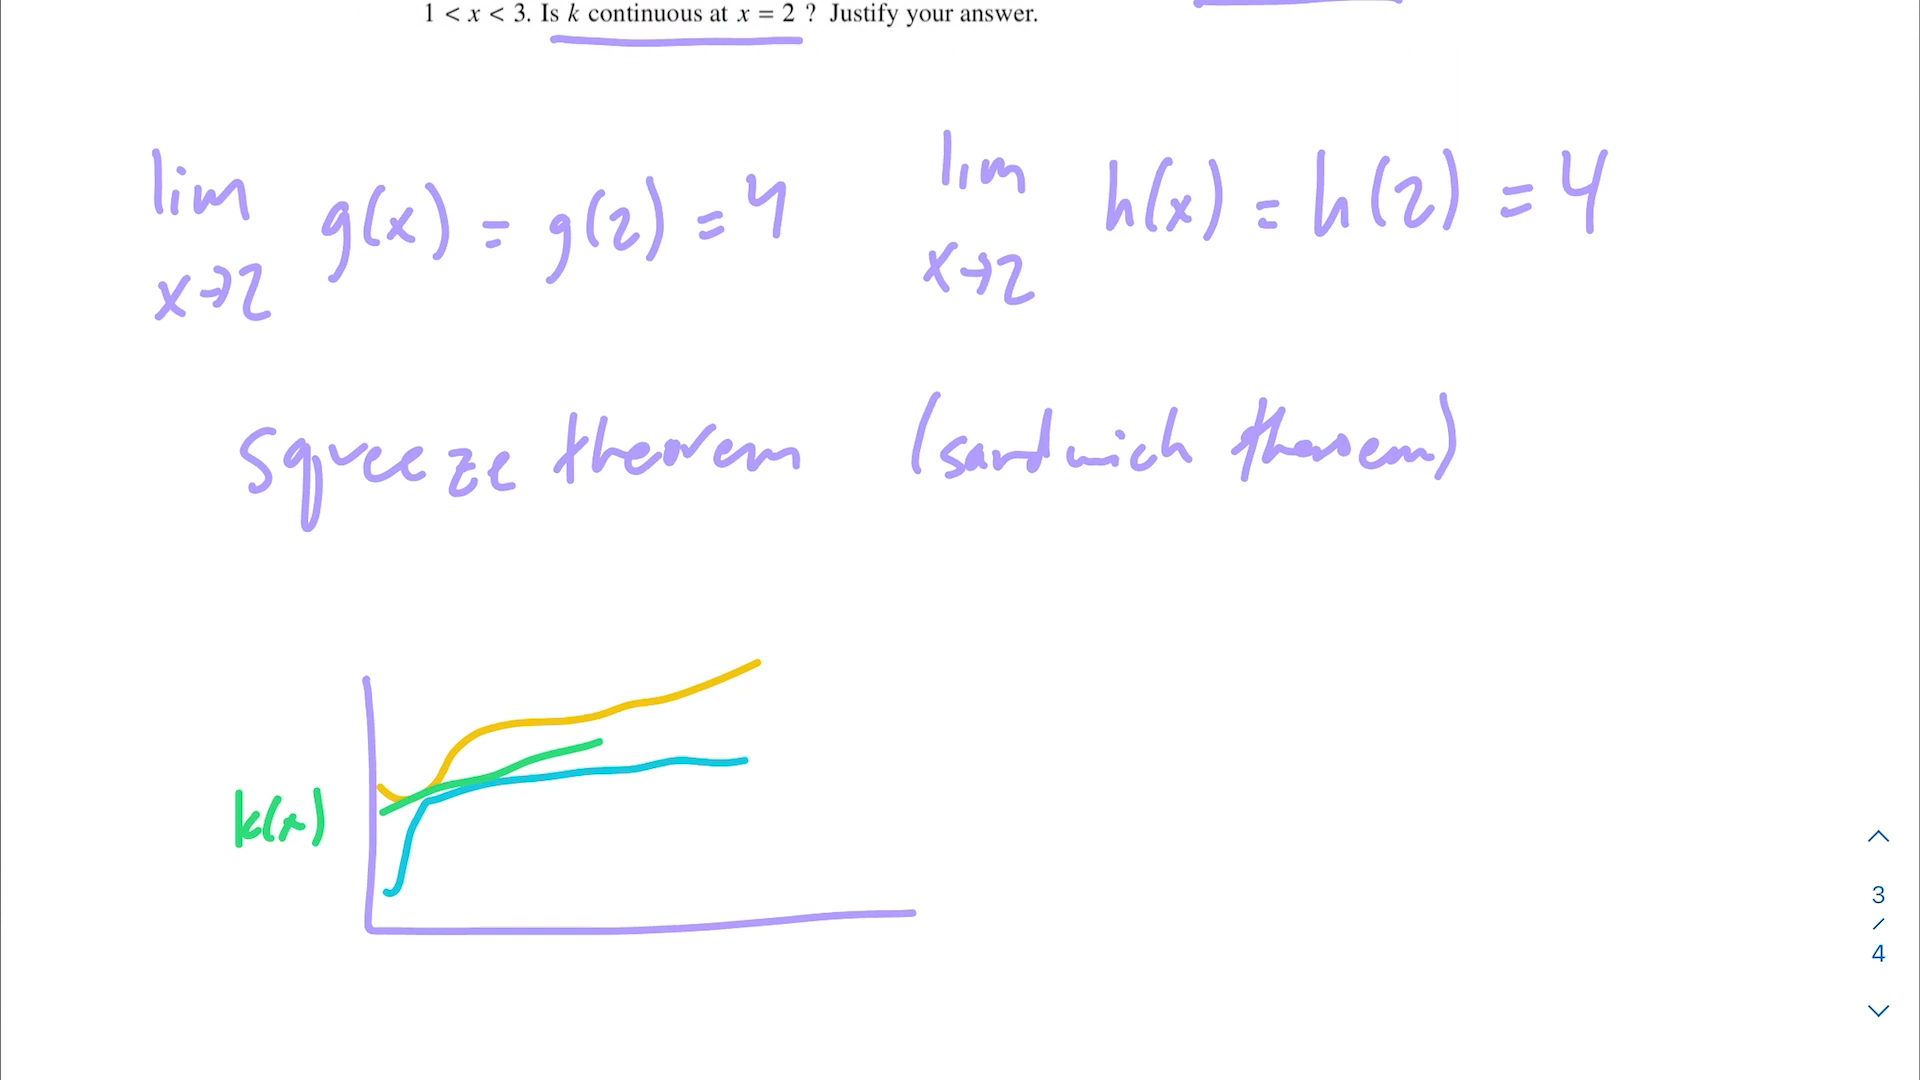 1 < x < 3. Is k continuous at x = 2 ? Justify your answer.
lim x→2 g(x) = g(2) = 4
lim x→2 h(x) = h(2) = 4
squeeze theorem (sandwich theorem)
k(x)
3
/
4